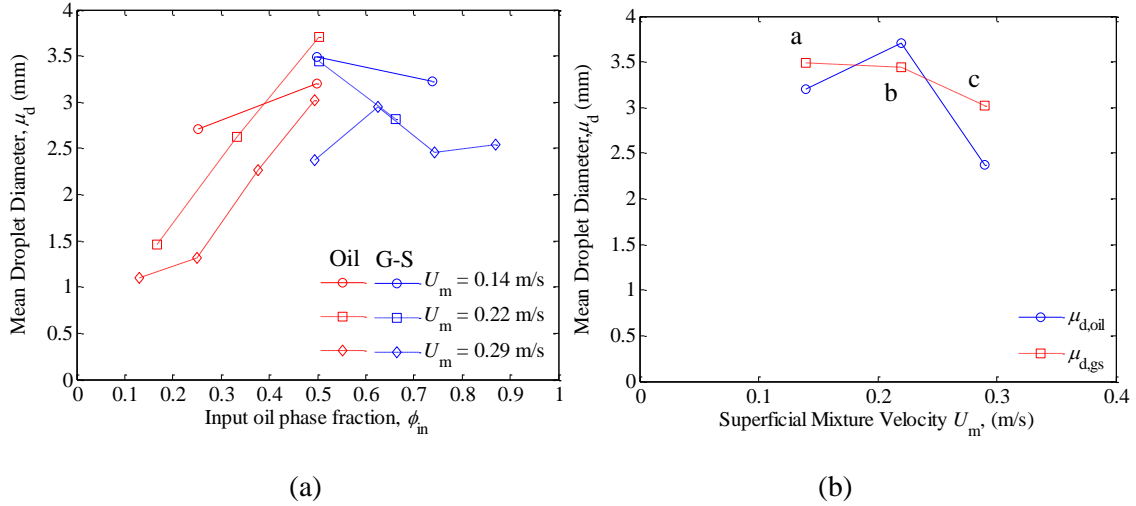 4
3.5
3
2.5
2
1.5
1
0.5
0
Mean Droplet Diameter, μd (mm)
Oil G-S
Um = 0.14 m/s
Um = 0.22 m/s
Um = 0.29 m/s
0 0.1 0.2 0.3 0.4 0.5 0.6 0.7 0.8 0.9 1
Input oil phase fraction, ϕin
(a)
4
3.5
3
2.5
2
1.5
1
0.5
0
Mean Droplet Diameter,μd (mm)
a
b
c
μd,oil
μd,gs
0 0.1 0.2 0.3 0.4
Superficial Mixture Velocity Um, (m/s)
(b)